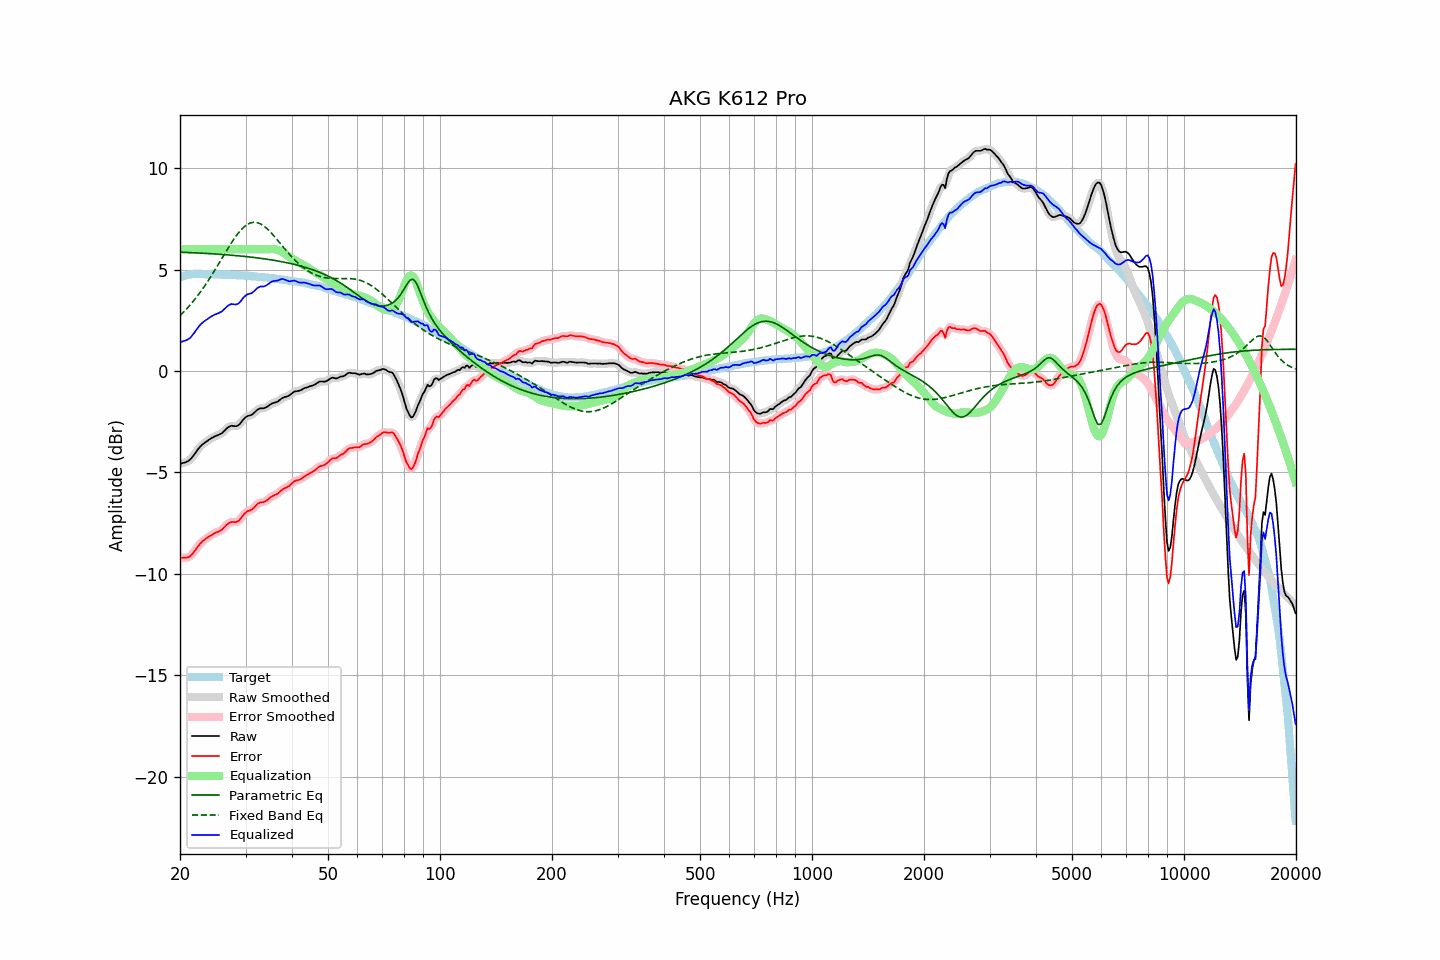 AKG K612 Pro
Amplitude (dBr)
10
5
0
−5
−10
−15
−20
Target
Raw Smoothed
Error Smoothed
Raw
Error
Equalization
Parametric Eq
Fixed Band Eq
Equalized
20 50 100 200 500 1000 2000 5000 10000 20000
Frequency (Hz)